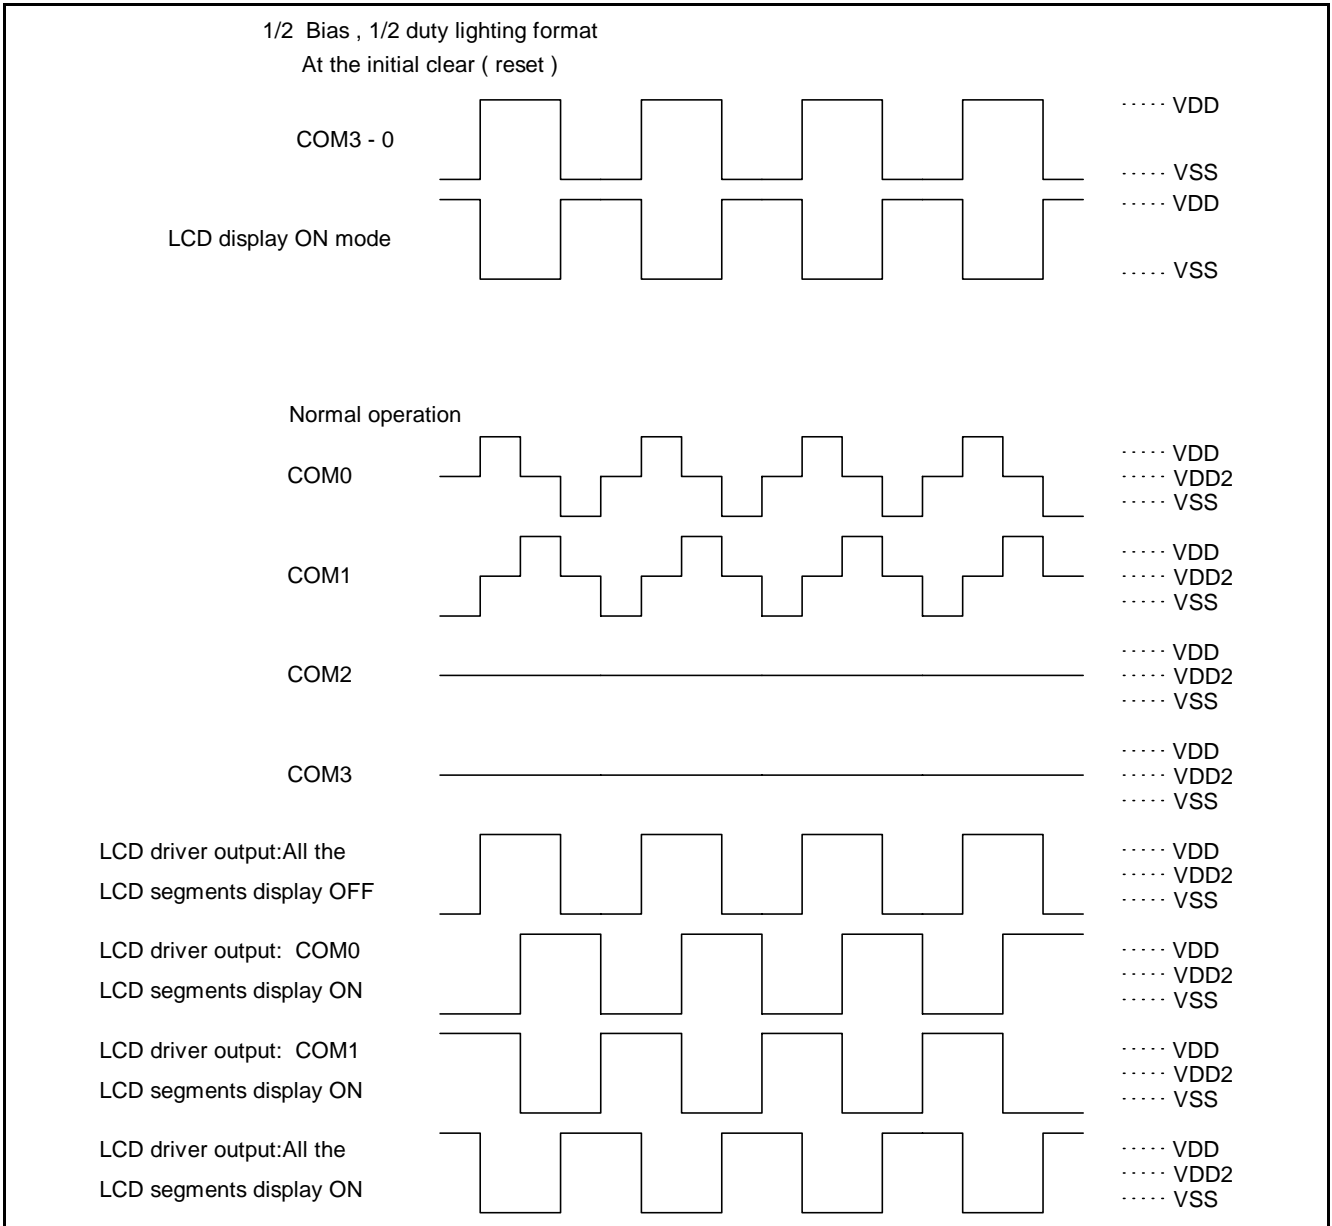 1/2 Bias , 1/2 duty lighting format
At the initial clear ( reset )
COM3 - 0
VDD
VSS
LCD display ON mode
VDD
VSS
Normal operation
COM0
VDD
VDD2
VSS
COM1
VDD
VDD2
VSS
COM2
VDD
VDD2
VSS
COM3
VDD
VDD2
VSS
LCD driver output:All the
LCD segments display OFF
VDD
VDD2
VSS
LCD driver output: COM0
LCD segments display ON
VDD
VDD2
VSS
LCD driver output: COM1
LCD segments display ON
VDD
VDD2
VSS
LCD driver output:All the
LCD segments display ON
VDD
VDD2
VSS